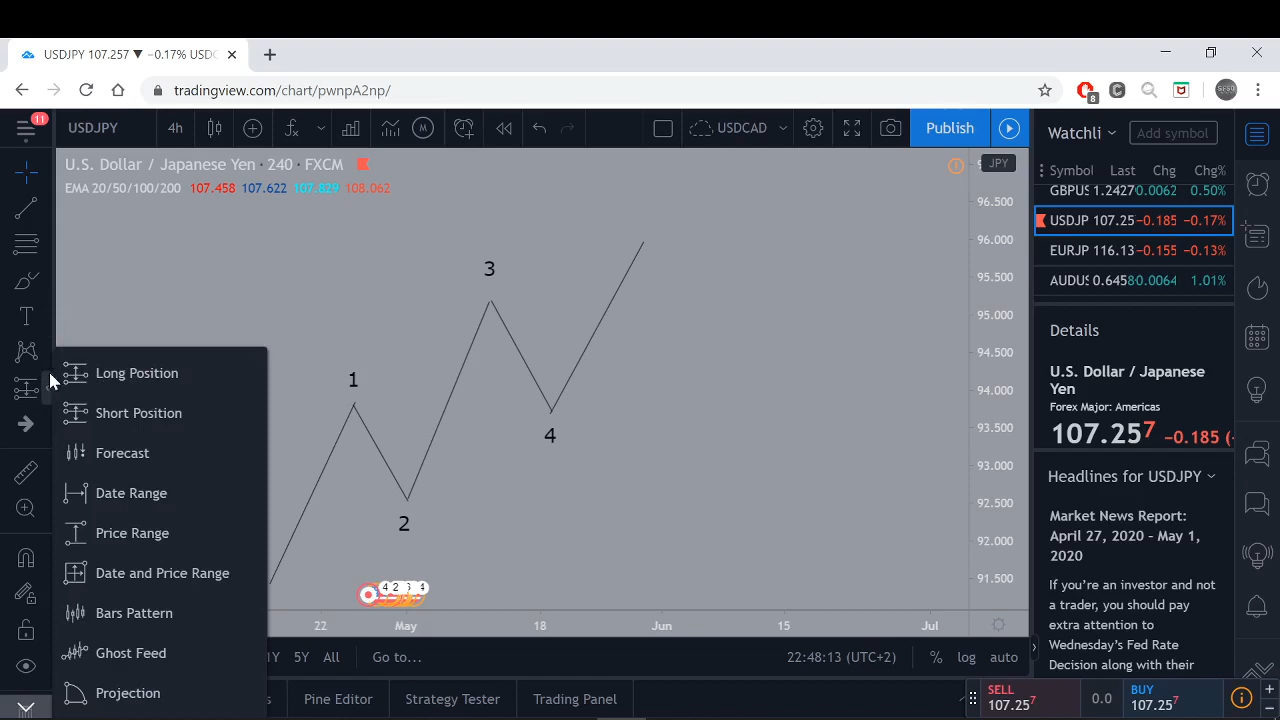 USDJPY 107.257 ▼ −0.17% USDC
tradingview.com/chart/pwnpA2np/
8
11
USDJPY 4h M USDCAD Publish
Watchli Add symbol
U.S. Dollar / Japanese Yen · 240 · FXCM
EMA 20/50/100/200 107.458 107.622 107.829 108.062
JPY
96.500
96.000
95.500
95.000
94.500
94.000
93.500
93.000
92.500
92.000
91.500
3
1
4
2
4 2 4
T
Long Position
Short Position
Forecast
Date Range
Price Range
Date and Price Range
Bars Pattern
Ghost Feed
Projection
22 May 18 Jun 15 Jul
1Y 5Y All Go to... 22:48:13 (UTC+2) % log auto
s Pine Editor Strategy Tester Trading Panel
Symbol Last Chg Chg%
GBPUS 1.2427 0.0062 0.50%
USDJP 107.25 −0.185 −0.17%
EURJP 116.13 −0.155 −0.13%
AUDUS 0.6458 0.0064 1.01%
Details
U.S. Dollar / Japanese
Yen
Forex Major: Americas
107.257 −0.185 (
Headlines for USDJPY
Market News Report:
April 27, 2020 - May 1,
2020
If you're an investor and not
a trader, you should pay
extra attention to
Wednesday's Fed Rate
Decision along with their
SELL
107.257
0.0
BUY
107.257